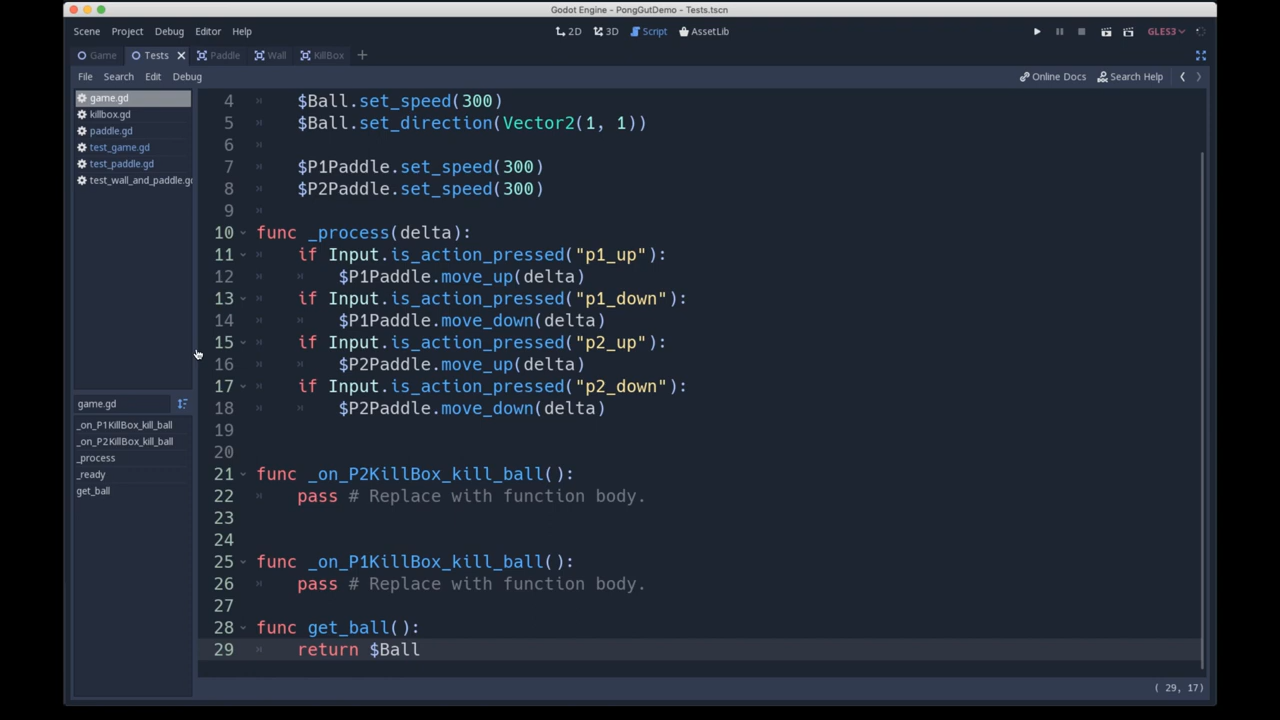 Godot Engine - PongGutDemo - Tests.tscn
Scene Project Debug Editor Help 2D 3D Script AssetLib GLES3
Game Tests Paddle Wall KillBox
File Search Edit Debug Online Docs Search Help
game.gd
killbox.gd
paddle.gd
test_game.gd
test_paddle.gd
test_wall_and_paddle.gd
game.gd
_on_P1KillBox_kill_ball
_on_P2KillBox_kill_ball
_process
_ready
get_ball
4 $Ball.set_speed(300)
5 $Ball.set_direction(Vector2(1, 1))
6
7 $P1Paddle.set_speed(300)
8 $P2Paddle.set_speed(300)
9
10 func _process(delta):
11 if Input.is_action_pressed("p1_up"):
12 $P1Paddle.move_up(delta)
13 if Input.is_action_pressed("p1_down"):
14 $P1Paddle.move_down(delta)
15 if Input.is_action_pressed("p2_up"):
16 $P2Paddle.move_up(delta)
17 if Input.is_action_pressed("p2_down"):
18 $P2Paddle.move_down(delta)
19
20
21 func _on_P2KillBox_kill_ball():
22 pass # Replace with function body.
23
24
25 func _on_P1KillBox_kill_ball():
26 pass # Replace with function body.
27
28 func get_ball():
29 return $Ball
( 29, 17)